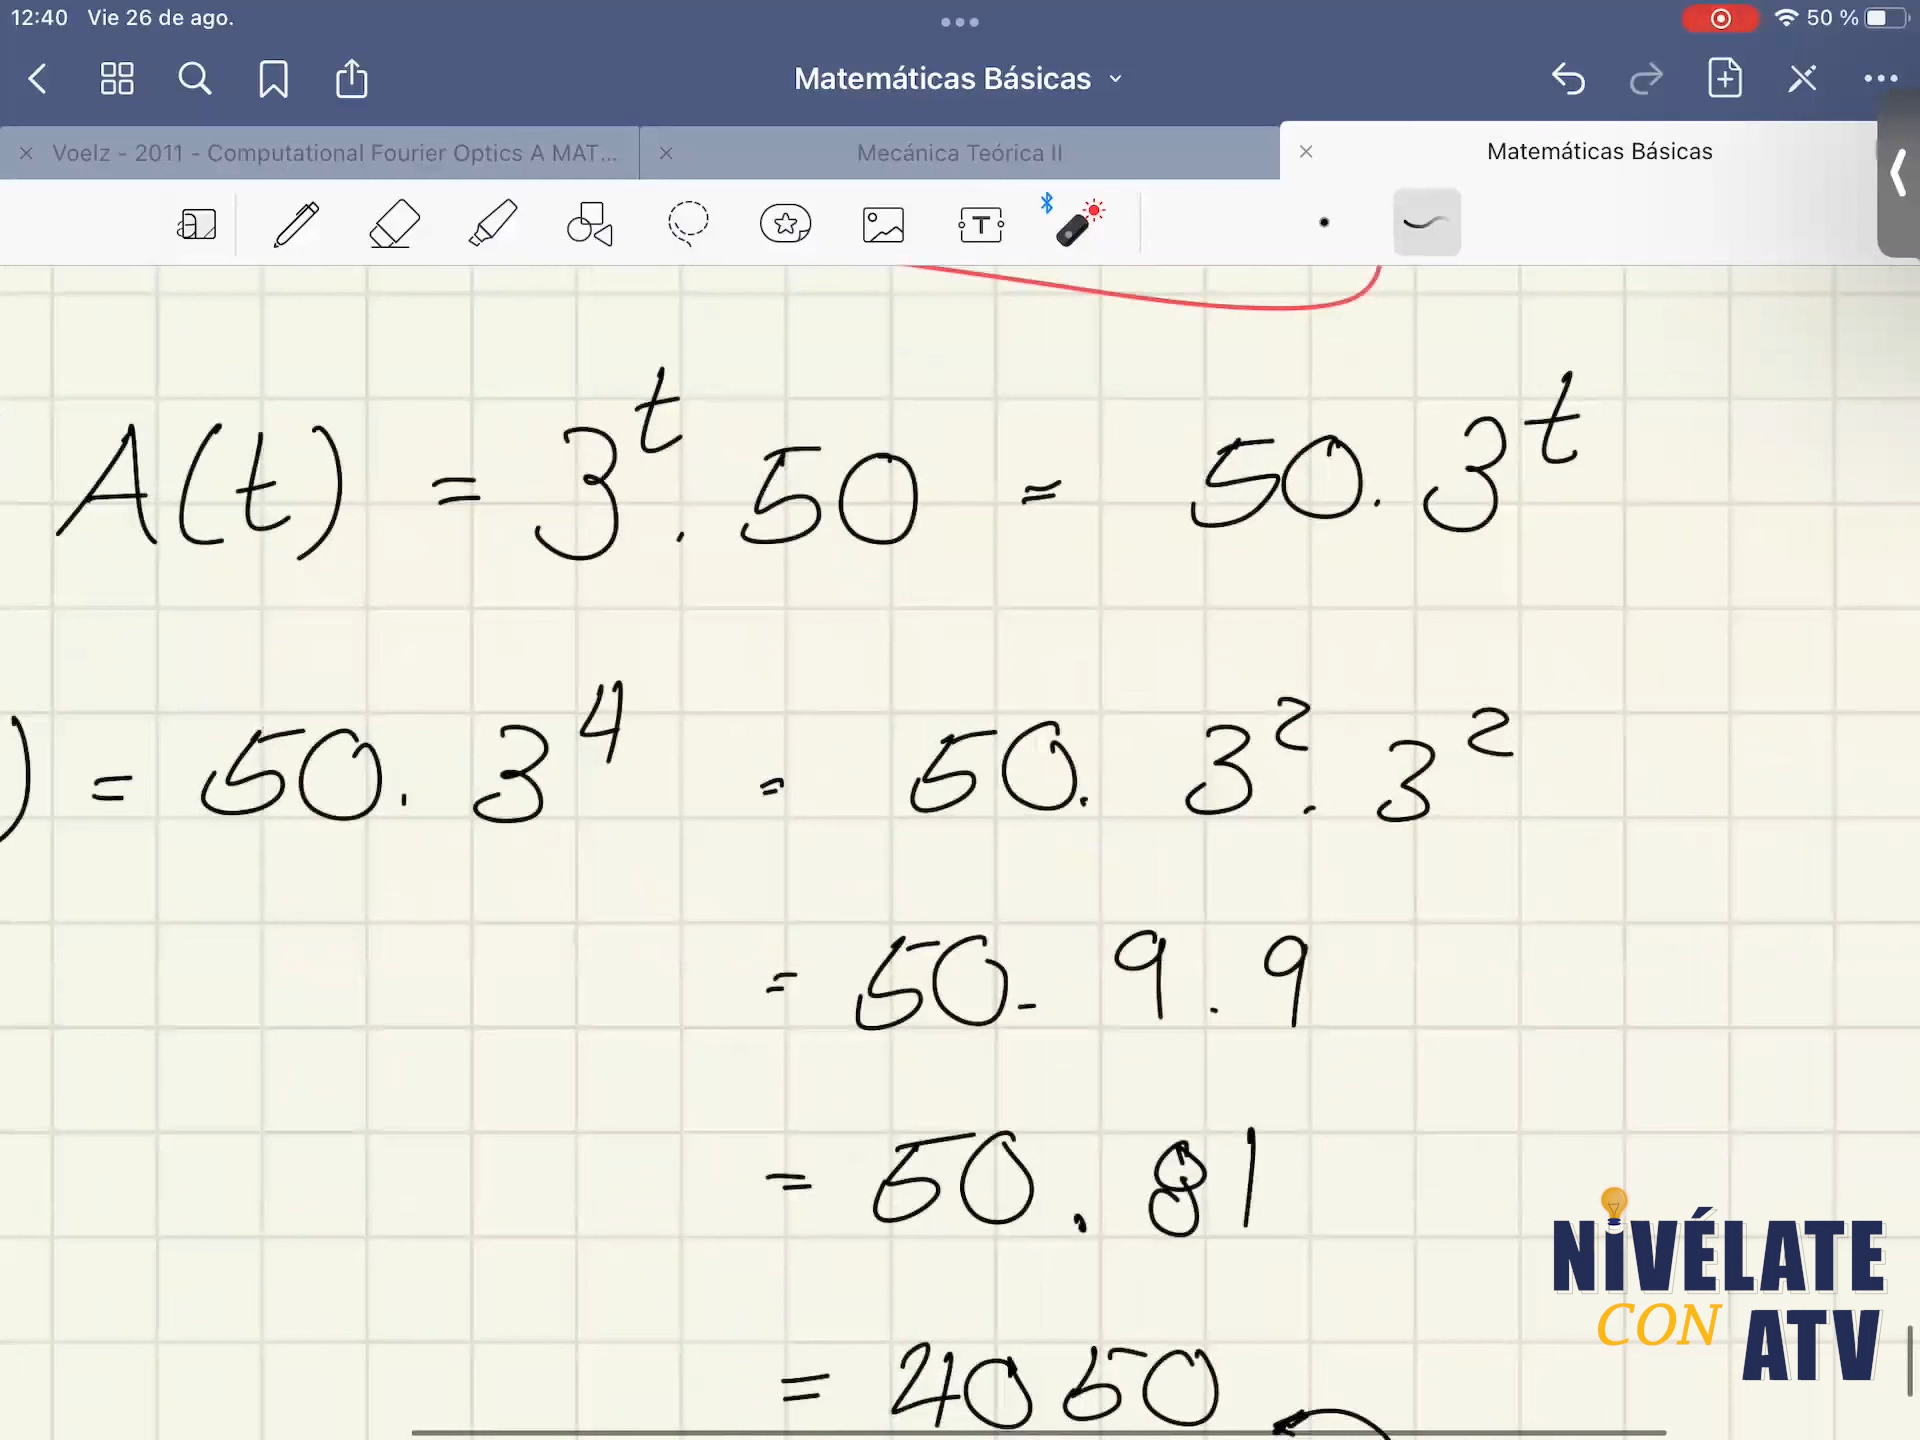 12:40 Vie 26 de ago. 50 %
Matemáticas Básicas
Voelz - 2011 - Computational Fourier Optics A MAT... Mecánica Teórica II Matemáticas Básicas
A(t) = 3^t . 50 = 50 . 3^t
) = 50 . 3^4 = 50 . 3^2 . 3^2
= 50 . 9 . 9
= 50 . 81
= 4050
NIVÉLATE
CON ATV